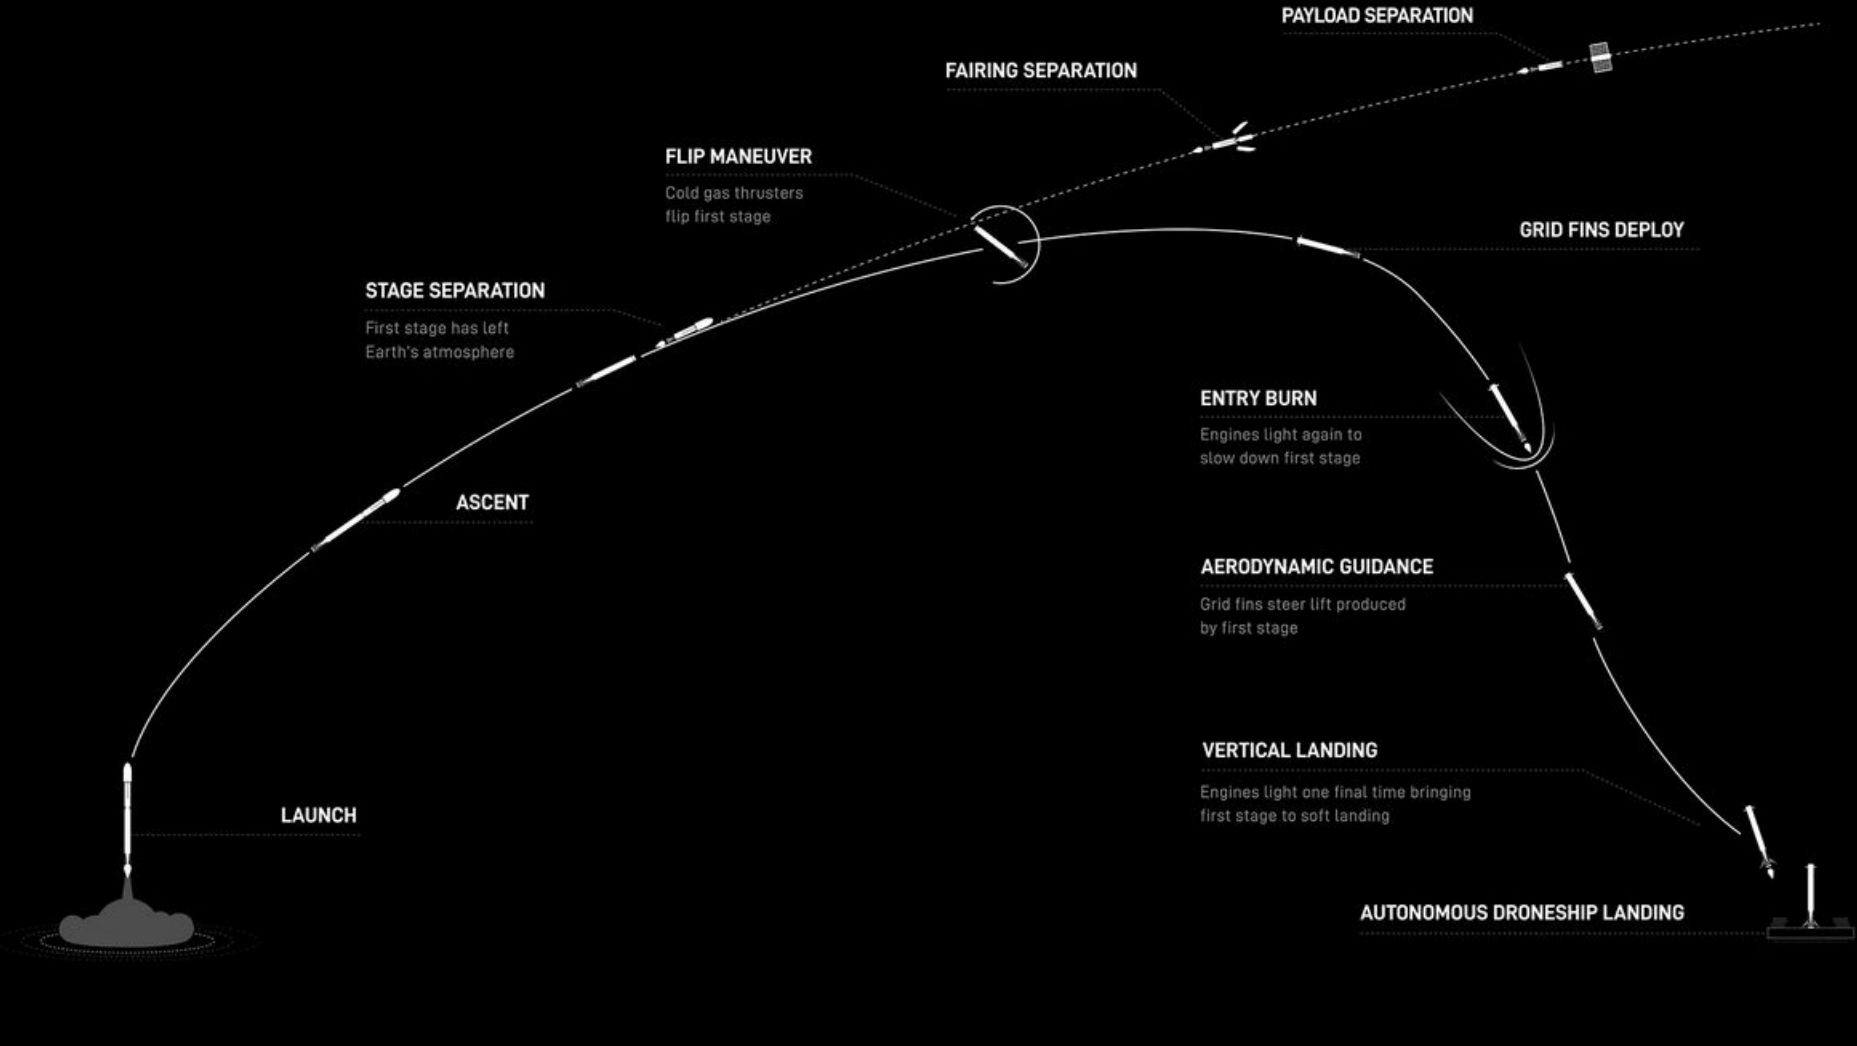 PAYLOAD SEPARATION
FAIRING SEPARATION
FLIP MANEUVER
Cold gas thrusters
flip first stage
GRID FINS DEPLOY
STAGE SEPARATION
First stage has left
Earth's atmosphere
ENTRY BURN
Engines light again to
slow down first stage
ASCENT
AERODYNAMIC GUIDANCE
Grid fins steer lift produced
by first stage
VERTICAL LANDING
Engines light one final time bringing
first stage to soft landing
LAUNCH
AUTONOMOUS DRONESHIP LANDING